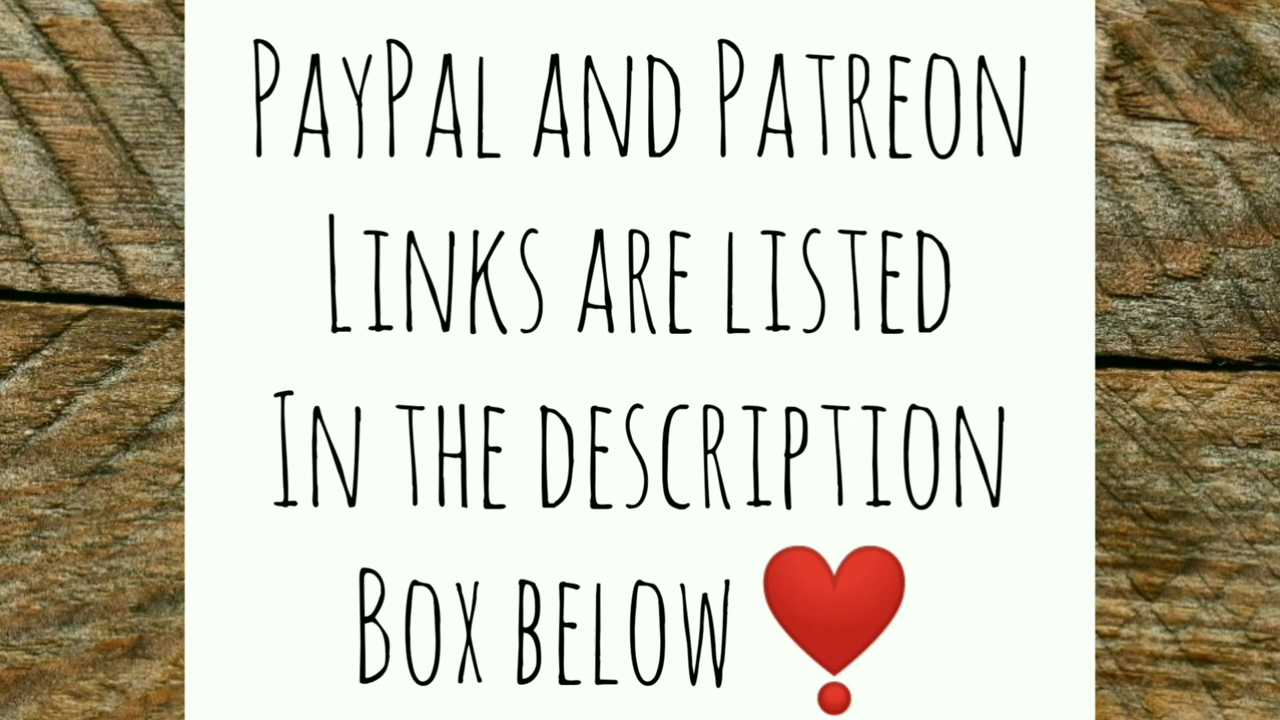 PayPal and Patreon
Links are listed
In the description
Box below ❣